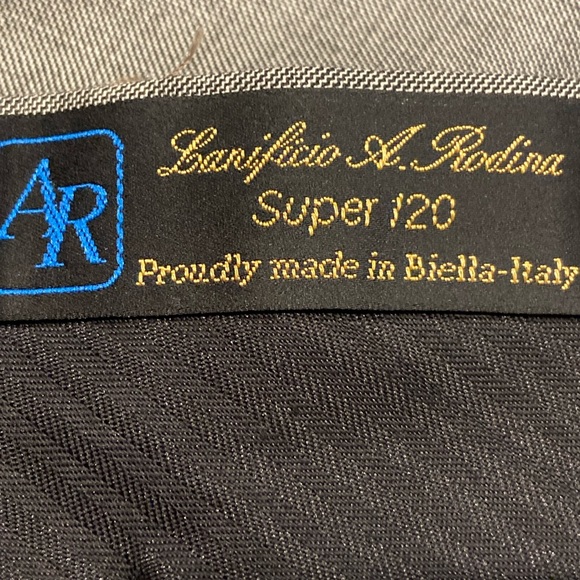 AR
Lanificio A. Rodina
Super 120
Proudly made in Biella-Italy